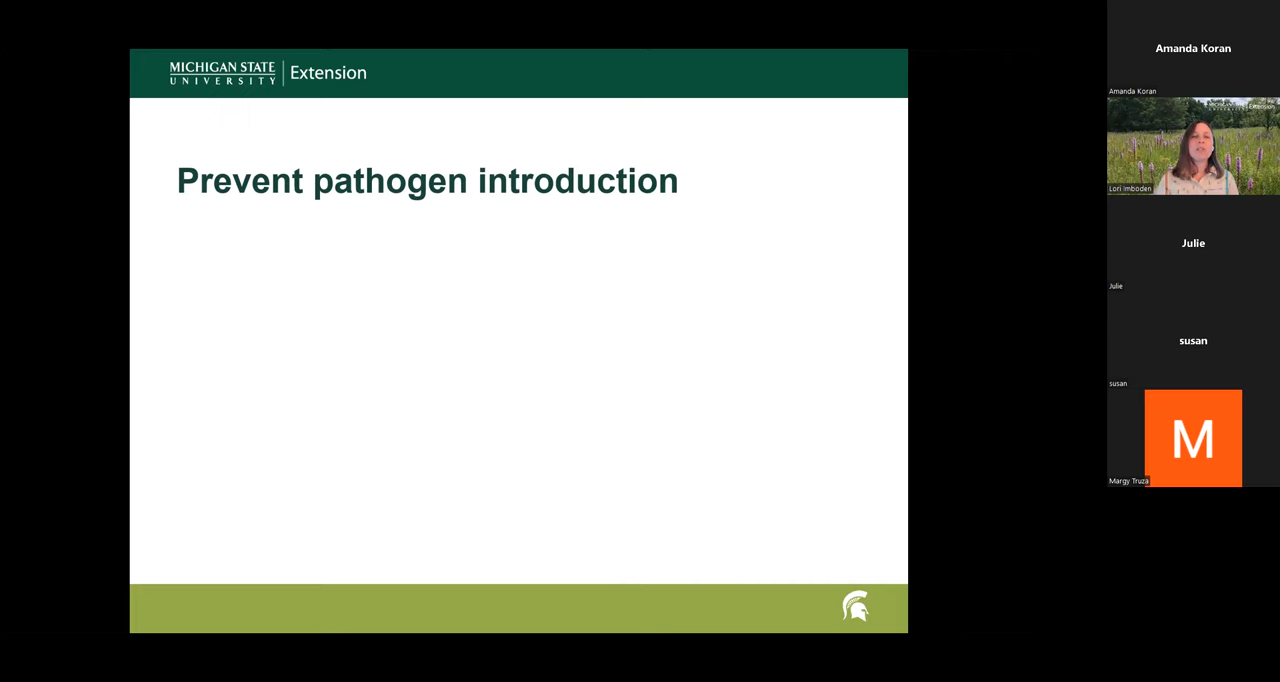 MICHIGAN STATE
UNIVERSITY
Extension
Prevent pathogen introduction
Amanda Koran
Amanda Koran
Extension
Lori Imboden
Julie
Julie
susan
susan
M
Margy Truza